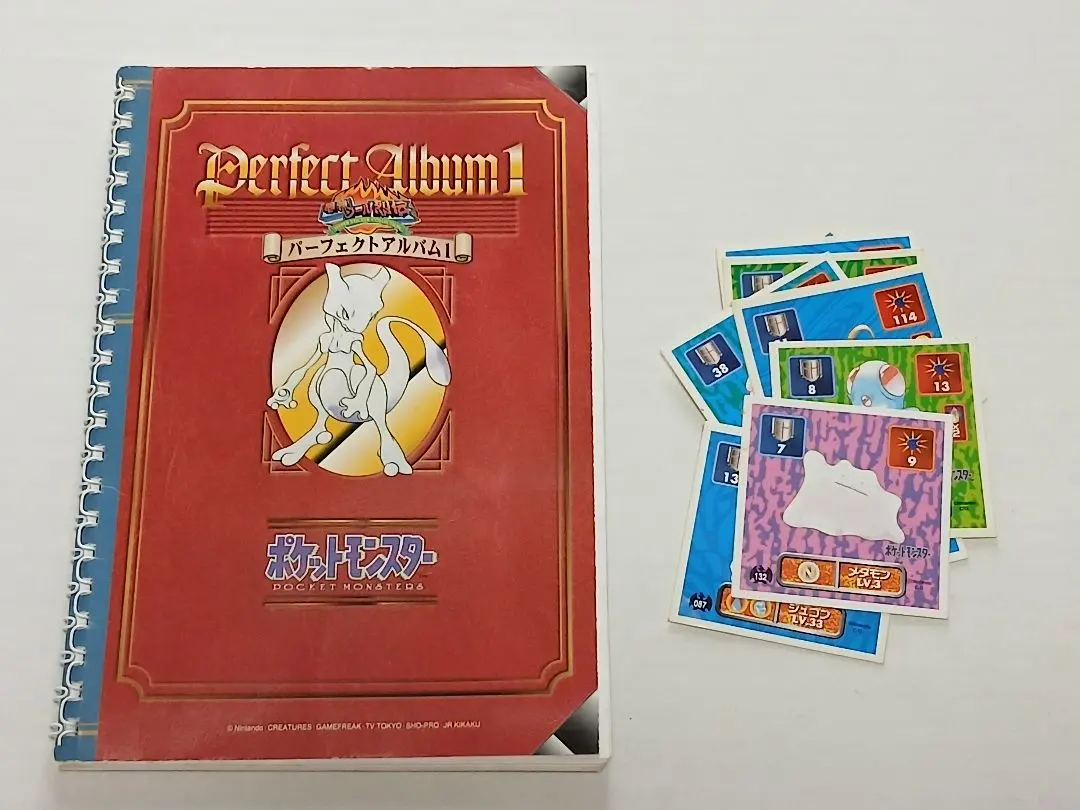 Perfect Album 1
パーフェクトアルバム1
ポケットモンスター
POCKET MONSTERS
© Nintendo · CREATURES · GAMEFREAK · TV TOKYO · SHO-PRO · JR KIKAKU
114
38
8
13
7
9
13
ポケットモンスター
132
N
メタモン
LV.3
087
ジュゴン
LV.33